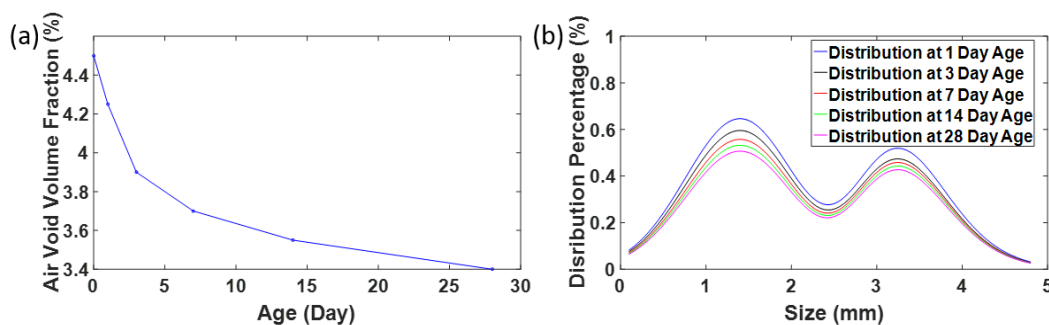 (a)
Air Void Volume Fraction (%)
4.4
4.2
4
3.8
3.6
3.4
0 5 10 15 20 25 30
Age (Day)
(b)
Disribution Percentage (%)
1
0.8
0.6
0.4
0.2
0
0 1 2 3 4 5
Size (mm)
Distribution at 1 Day Age
Distribution at 3 Day Age
Distribution at 7 Day Age
Distribution at 14 Day Age
Distribution at 28 Day Age